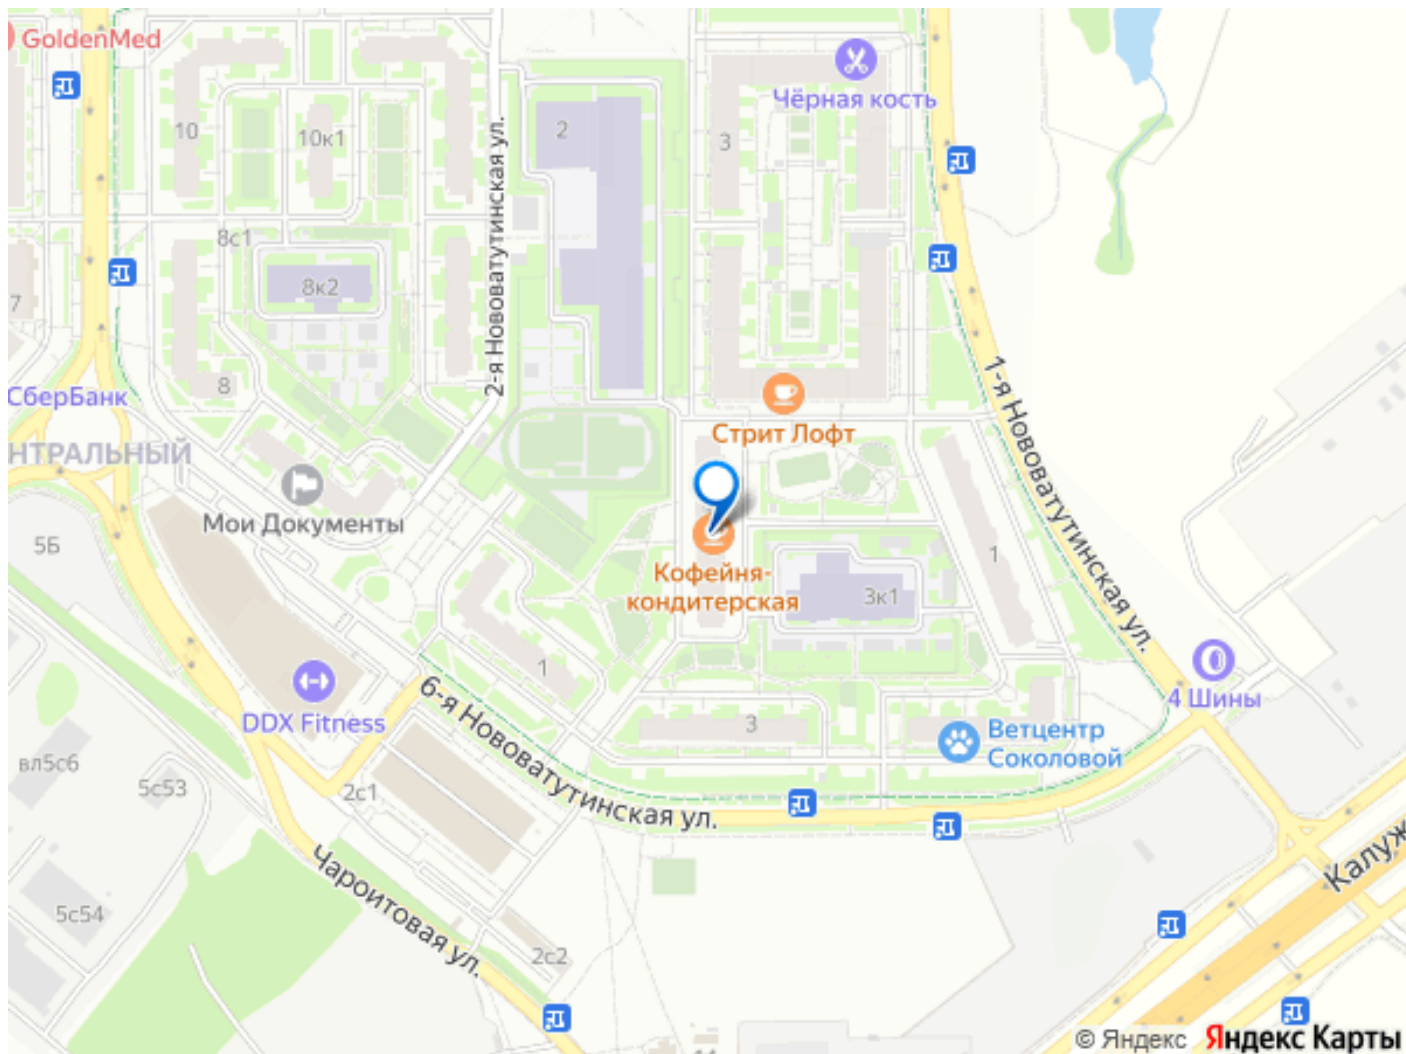 GoldenMed
Чёрная кость
10
10к1
2
3
2-я Нововатутинская ул.
8с1
8к2
7
8
СберБанк
1-я Нововатутинская ул.
Стрит Лофт
НТРАЛЬНЫЙ
Мои Документы
5Б
Кофейня-
кондитерская
3к1
1
1
4 Шины
DDX Fitness
6-я Нововатутинская ул.
3
Ветцентр
Соколовой
вл5с6
5с53
2с1
Чароитовая ул.
Калуж
5с54
2с2
© Яндекс Яндекс Карты